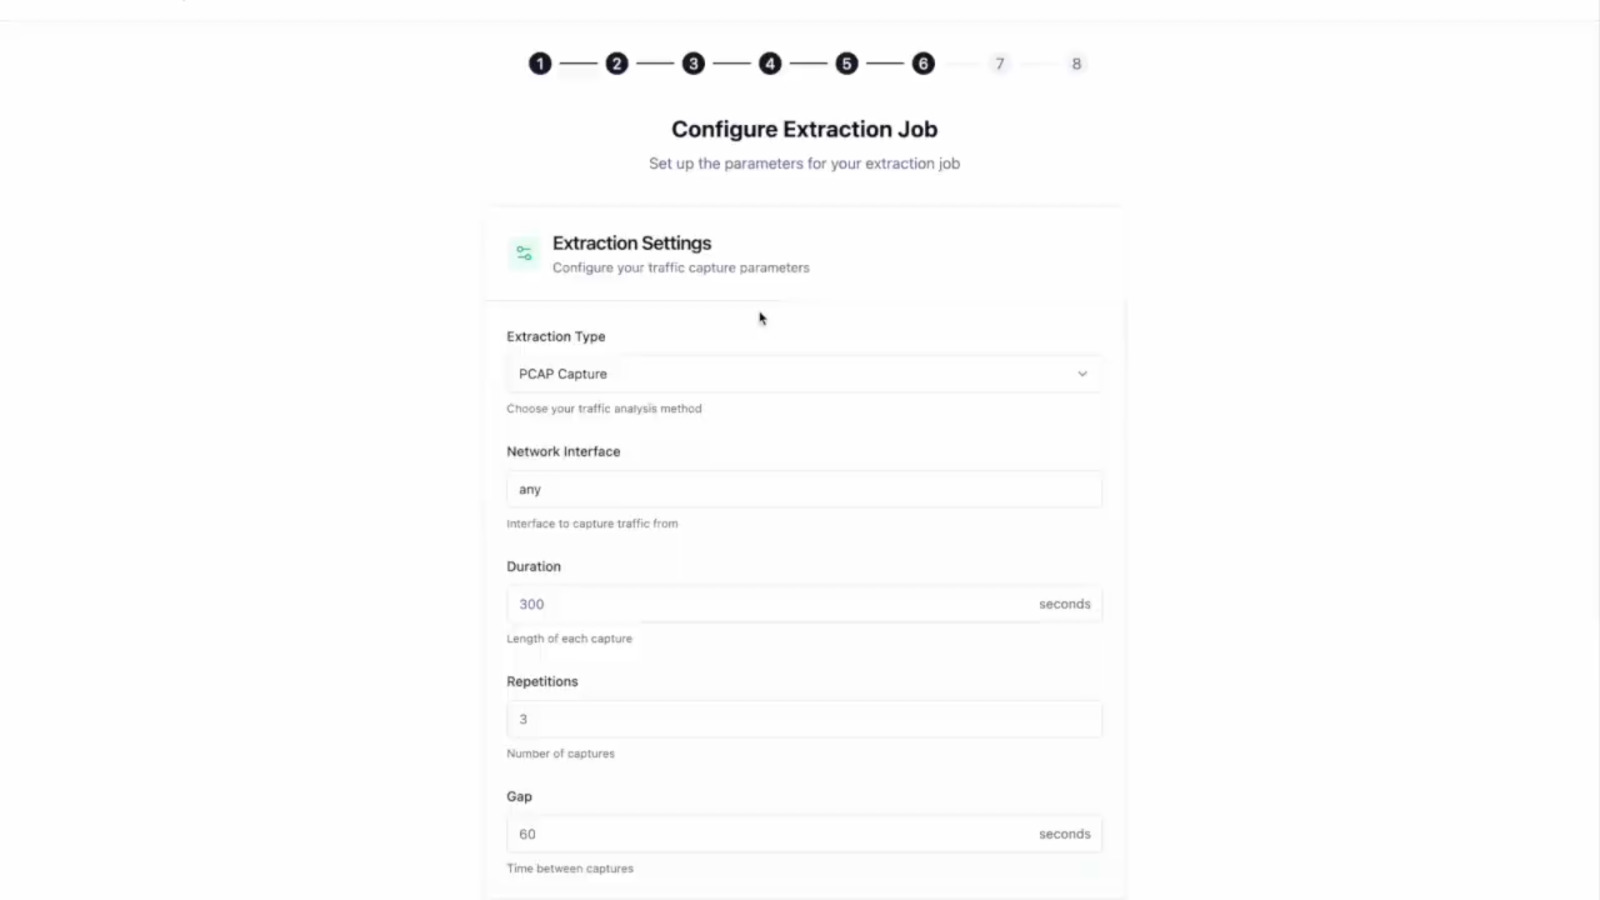 1 2 3 4 5 6 7 8
Configure Extraction Job
Set up the parameters for your extraction job
Extraction Settings
Configure your traffic capture parameters
Extraction Type
PCAP Capture
Choose your traffic analysis method
Network Interface
any
Interface to capture traffic from
Duration
300 seconds
Length of each capture
Repetitions
3
Number of captures
Gap
60 seconds
Time between captures